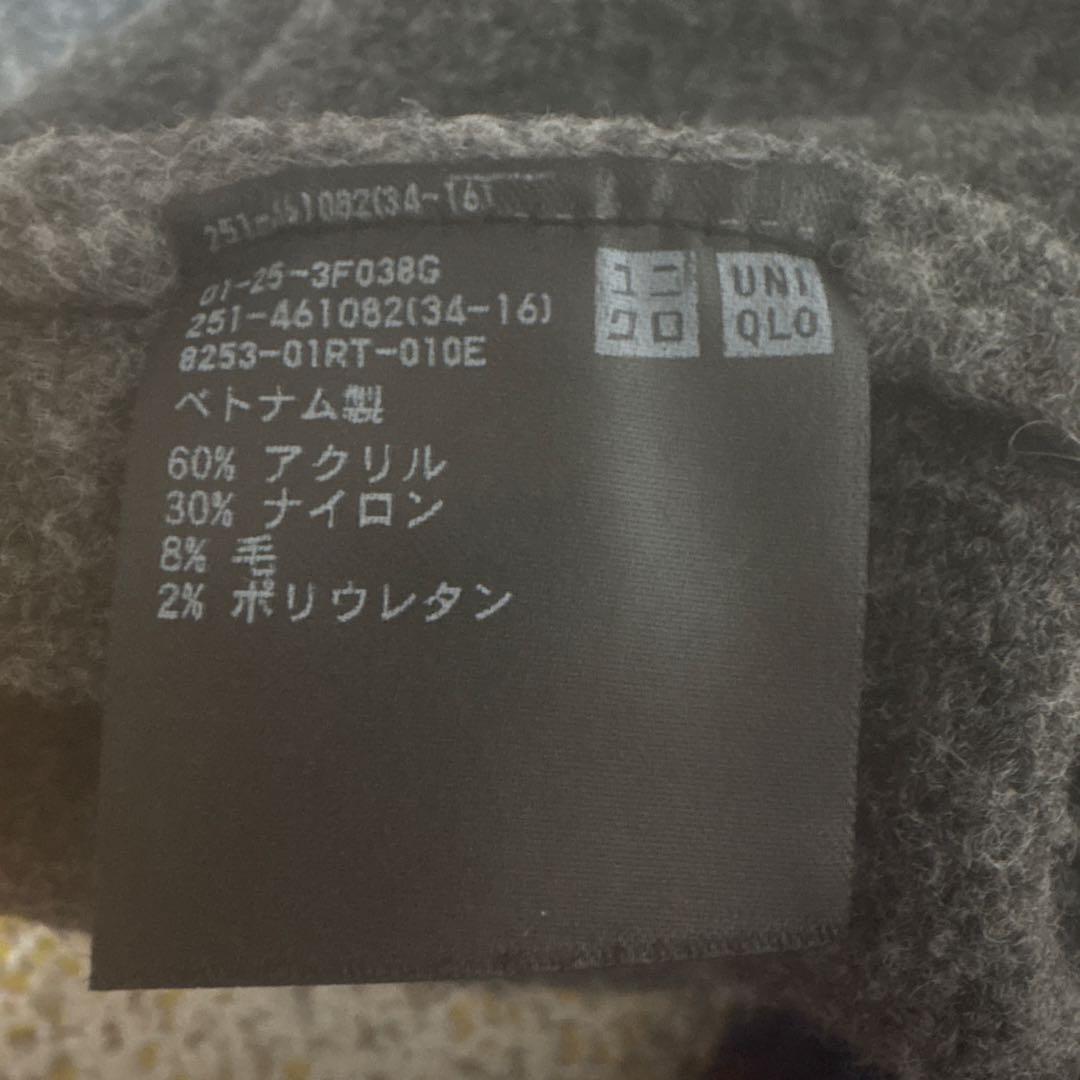 251-461082(34-16)
01-25-3F038G
251-461082(34-16)
8253-01RT-010E
ユニ
クロ
UNI
QLO
ベトナム製
60% アクリル
30% ナイロン
8% 毛
2% ポリウレタン